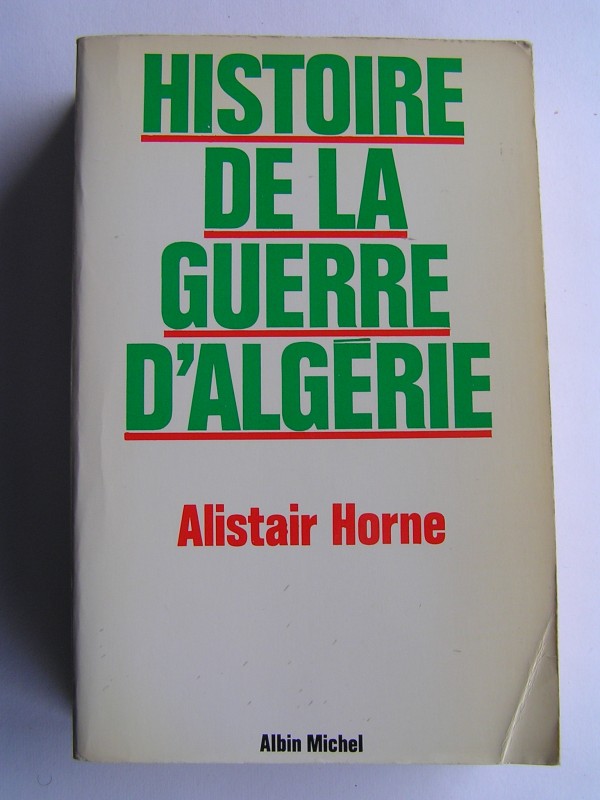 HISTOIRE
DE LA
GUERRE
D'ALGÉRIE
Alistair Horne
Albin Michel